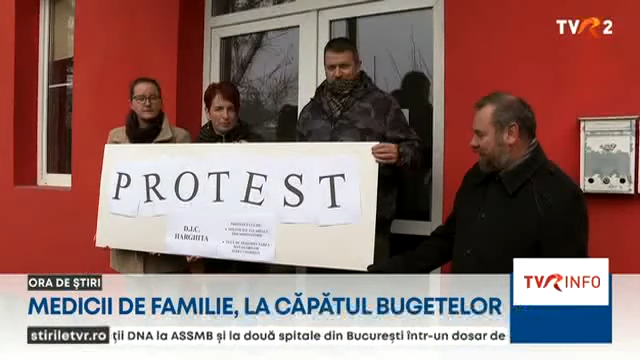 TVR2
PROTEST
D.J.C.
HARGHITA
ORA DE ȘTIRI
MEDICII DE FAMILIE, LA CĂPĂTUL BUGETELOR
TVR INFO
stiriletvr.ro
ții DNA la ASSMB și la două spitale din București într-un dosar de